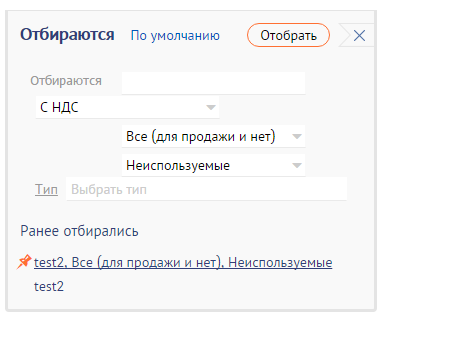 Отбираются По умолчанию Отобрать
Отбираются
С НДС
Все (для продажи и нет)
Неиспользуемые
Тип Выбрать тип
Ранее отбирались
test2, Все (для продажи и нет), Неиспользуемые
test2